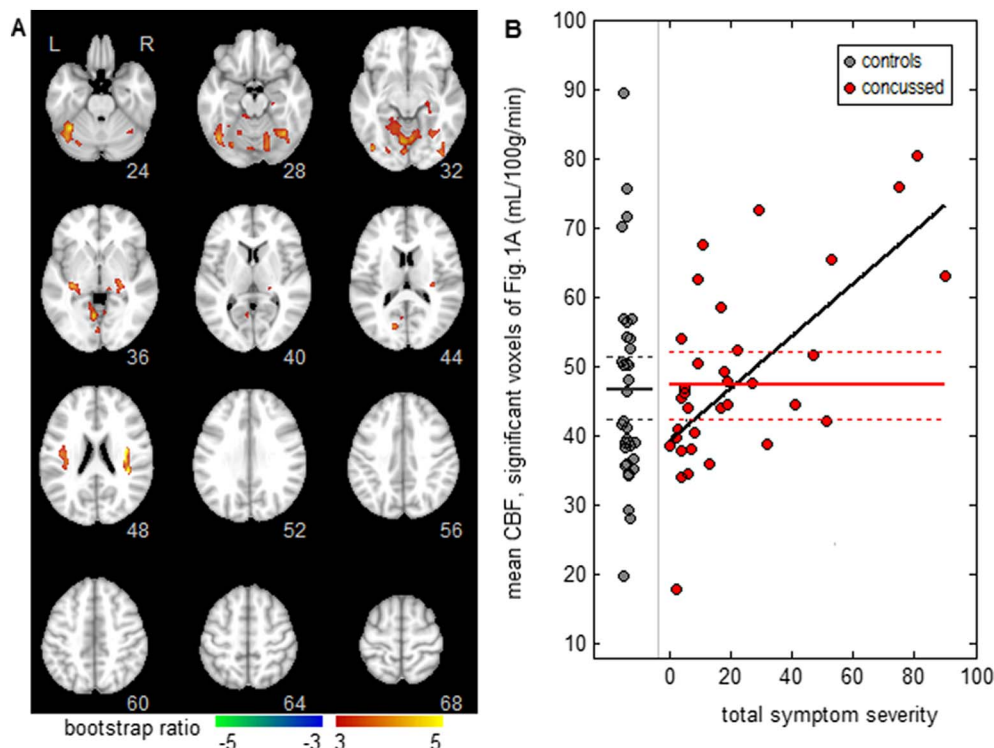 A
L R
24 28 32
36 40 44
48 52 56
60 64 68
bootstrap ratio
-5 -3 3 5
B
controls
concussed
mean CBF, significant voxels of Fig.1A (mL/100g/min)
100
90
80
70
60
50
40
30
20
10
0 20 40 60 80 100
total symptom severity